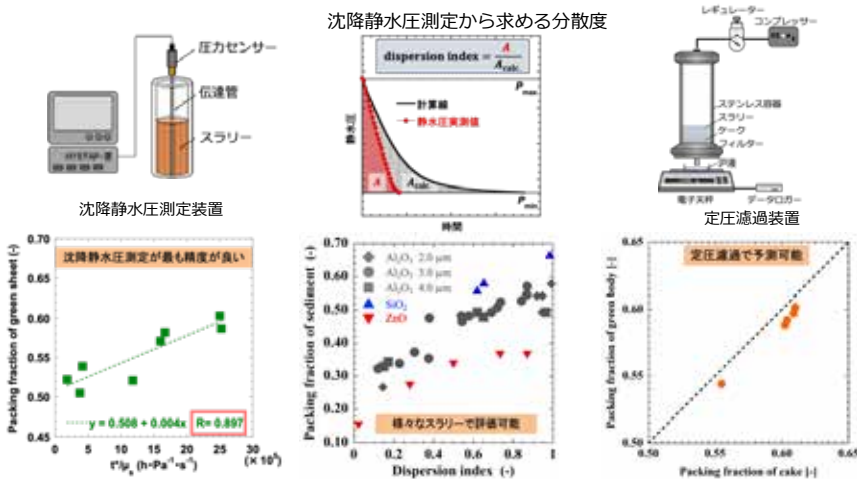 沈降静水圧測定から求める分散度
圧力センサー
伝達管
スラリー
沈降静水圧測定装置
dispersion index = A / Acalc.
Pmax.
計算線
静水圧実測値
静水圧
A
Acalc.
Pmin.
時間
レギュレーター
コンプレッサー
ステンレス容器
スラリー
ケーク
フィルター
電子天秤
データロガー
定圧濾過装置
沈降静水圧測定が最も精度が良い
Packing fraction of green sheet (-)
0.70
0.65
0.60
0.55
0.50
0.45
y = 0.508 + 0.004x
R= 0.897
0 5 10 15 20 25 30
(× 10⁵)
Packing fraction of sediment (-)
0.70
0.60
0.50
0.40
0.30
0.20
0.10
Al₂O₃ 2.0 μm
Al₂O₃ 3.0 μm
Al₂O₃ 4.0 μm
SiO₂
ZnO
様々なスラリーで評価可能
0 0.2 0.4 0.6 0.8 1
Dispersion index (-)
定圧濾過で予測可能
Packing fraction of green body [-]
0.65
0.60
0.50
0.50 0.55 0.60 0.65
Packing fraction of cake [-]